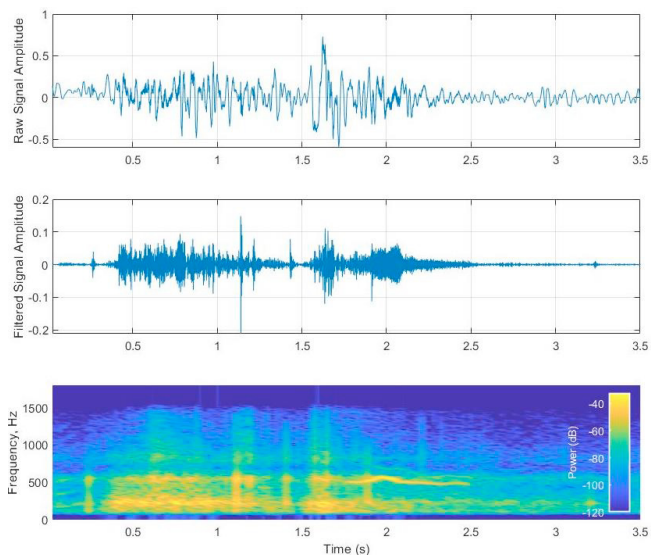 Raw Signal Amplitude
1
0.5
0
-0.5
0.5 1 1.5 2 2.5 3 3.5
Filtered Signal Amplitude
0.2
0.1
0
-0.1
-0.2
0.5 1 1.5 2 2.5 3 3.5
Frequency, Hz
1500
1000
500
0
Power (dB)
-40
-60
-80
-100
-120
0.5 1 1.5 2 2.5 3 3.5
Time (s)